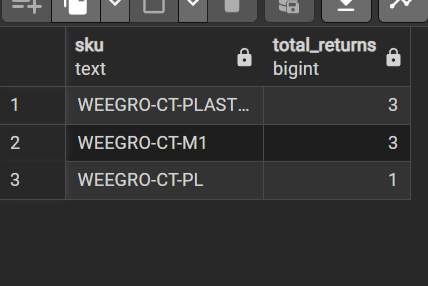 sku total_returns
text bigint
1 WEEGRO-CT-PLAST... 3
2 WEEGRO-CT-M1 3
3 WEEGRO-CT-PL 1